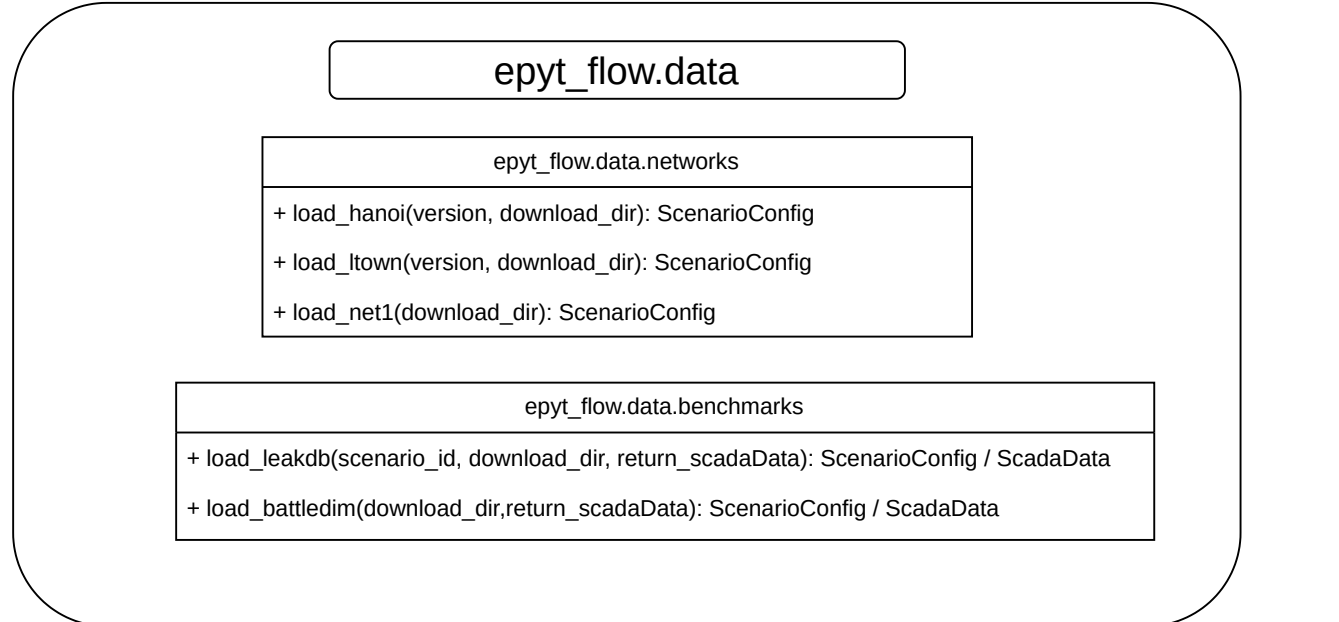 epyt_flow.data
epyt_flow.data.networks
+ load_hanoi(version, download_dir): ScenarioConfig
+ load_ltown(version, download_dir): ScenarioConfig
+ load_net1(download_dir): ScenarioConfig
epyt_flow.data.benchmarks
+ load_leakdb(scenario_id, download_dir, return_scadaData): ScenarioConfig / ScadaData
+ load_battledim(download_dir,return_scadaData): ScenarioConfig / ScadaData